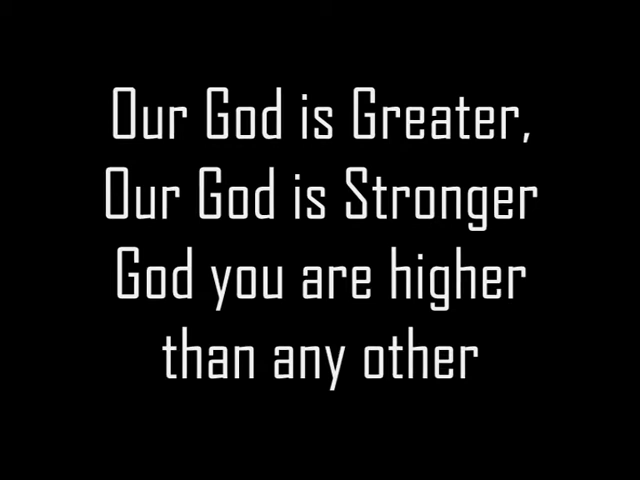 Our God is Greater,
Our God is Stronger
God you are higher
than any other